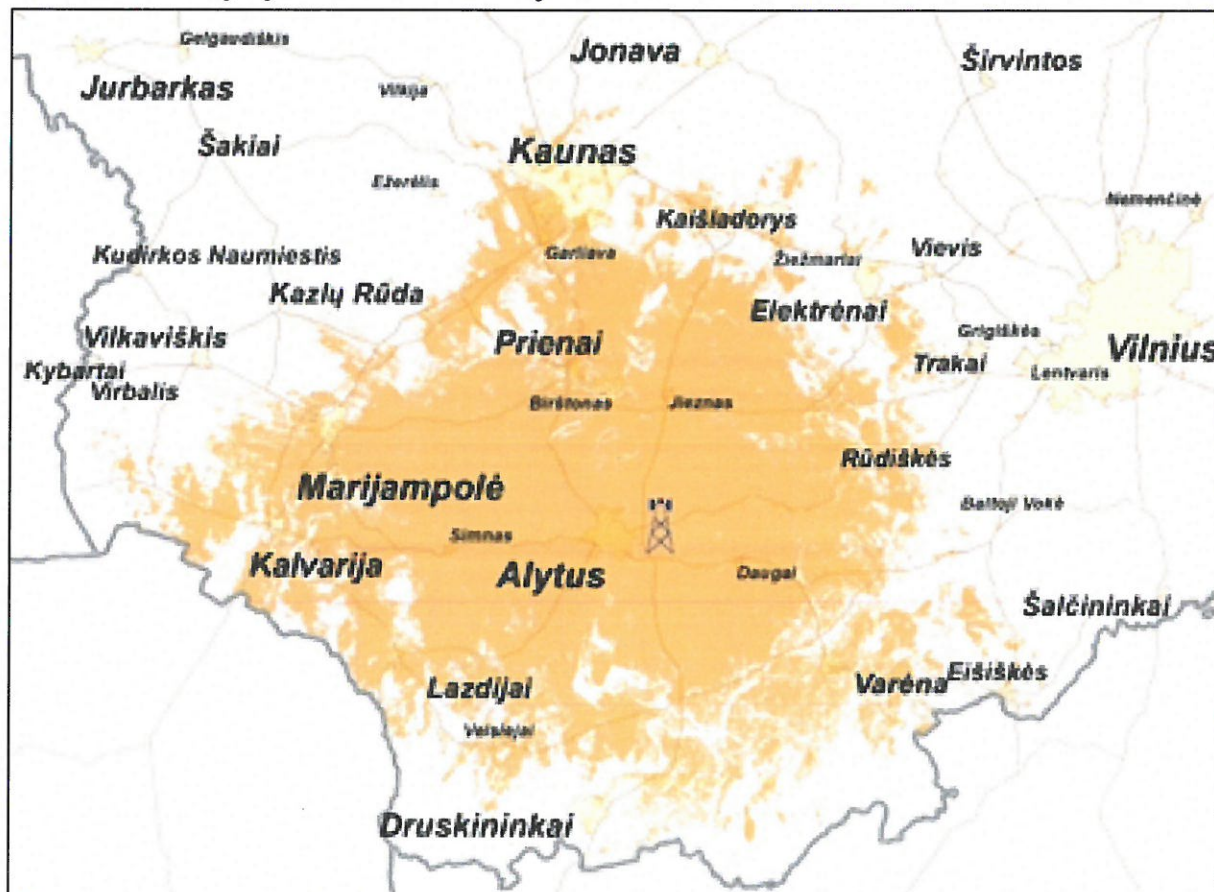 Gelgaudiškis
Jonava
Širvintos
Jurbarkas
Vilkija
Šakiai
Kaunas
Ežerėlis
Nemenčinė
Kaišiadorys
Kudirkos Naumiestis
Garliava
Žiežmariai
Vievis
Kazlų Rūda
Elektrėnai
Vilkaviškis
Prienai
Grigiškės
Vilnius
Kybartai
Trakai
Lentvaris
Virbalis
Birštonas
Jieznas
Rūdiškės
Marijampolė
Baltoji Vokė
Simnas
Kalvarija
Alytus
Daugai
Šalčininkai
Lazdijai
Varėna
Eišiškės
Veisiejai
Druskininkai